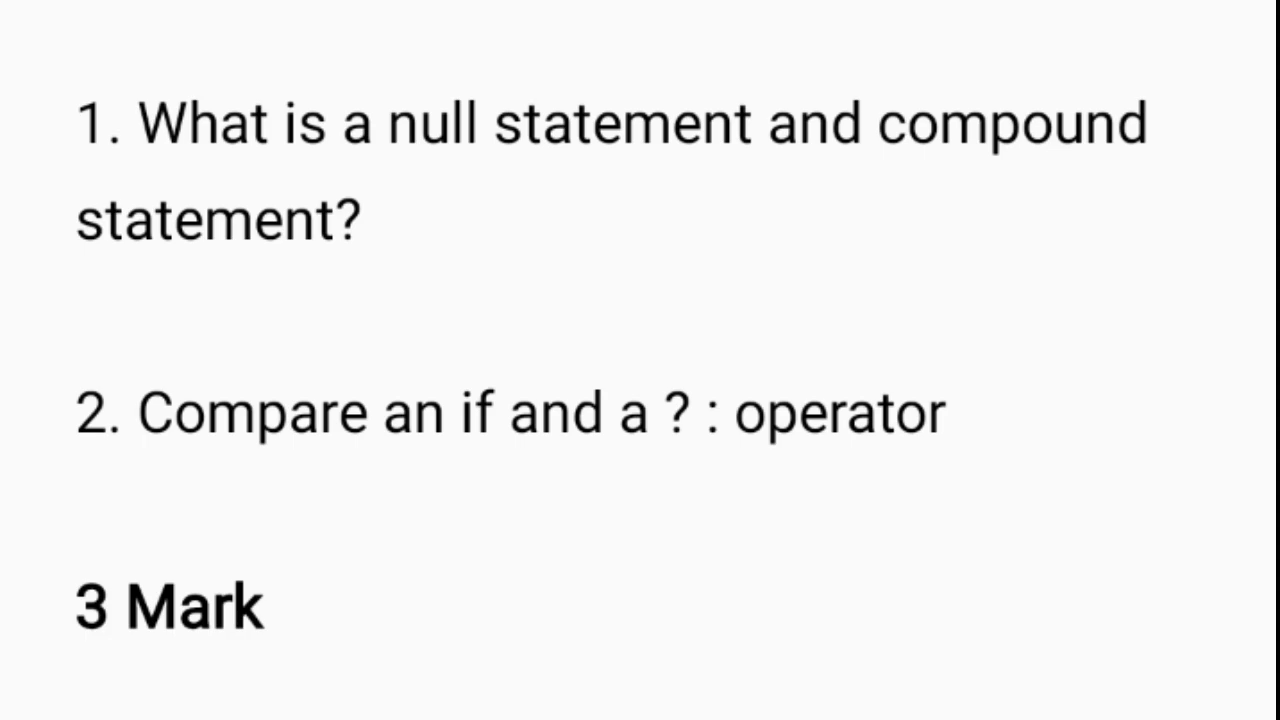 1. What is a null statement and compound
statement?
2. Compare an if and a ? : operator
3 Mark